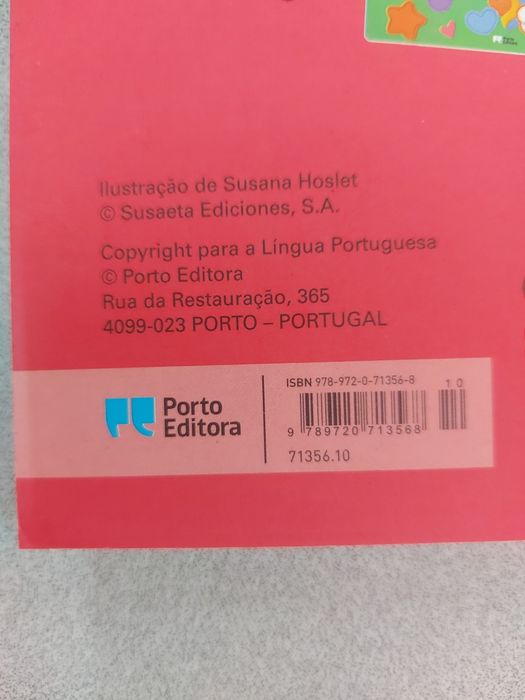 Ilustração de Susana Hoslet
© Susaeta Ediciones, S.A.
Copyright para a Língua Portuguesa
© Porto Editora
Rua da Restauração, 365
4099-023 PORTO – PORTUGAL
Porto
Editora
ISBN 978-972-0-71356-8
10
9 789720 713568
71356.10